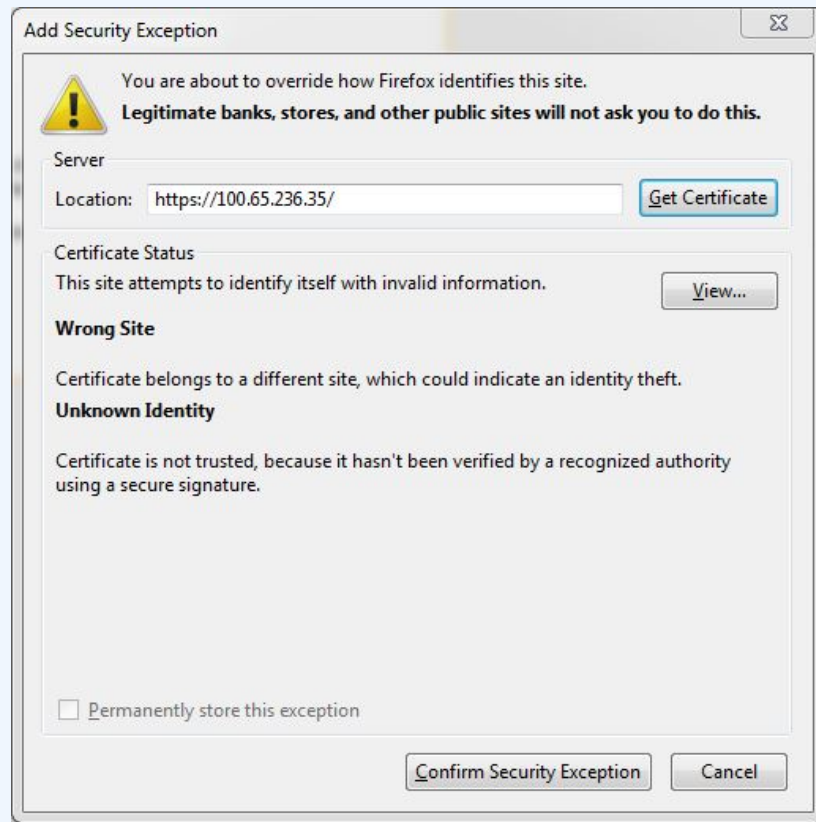 Add Security Exception
You are about to override how Firefox identifies this site.
Legitimate banks, stores, and other public sites will not ask you to do this.
Server
Location: https://100.65.236.35/ Get Certificate
Certificate Status
This site attempts to identify itself with invalid information.
View...
Wrong Site
Certificate belongs to a different site, which could indicate an identity theft.
Unknown Identity
Certificate is not trusted, because it hasn't been verified by a recognized authority
using a secure signature.
Permanently store this exception
Confirm Security Exception Cancel